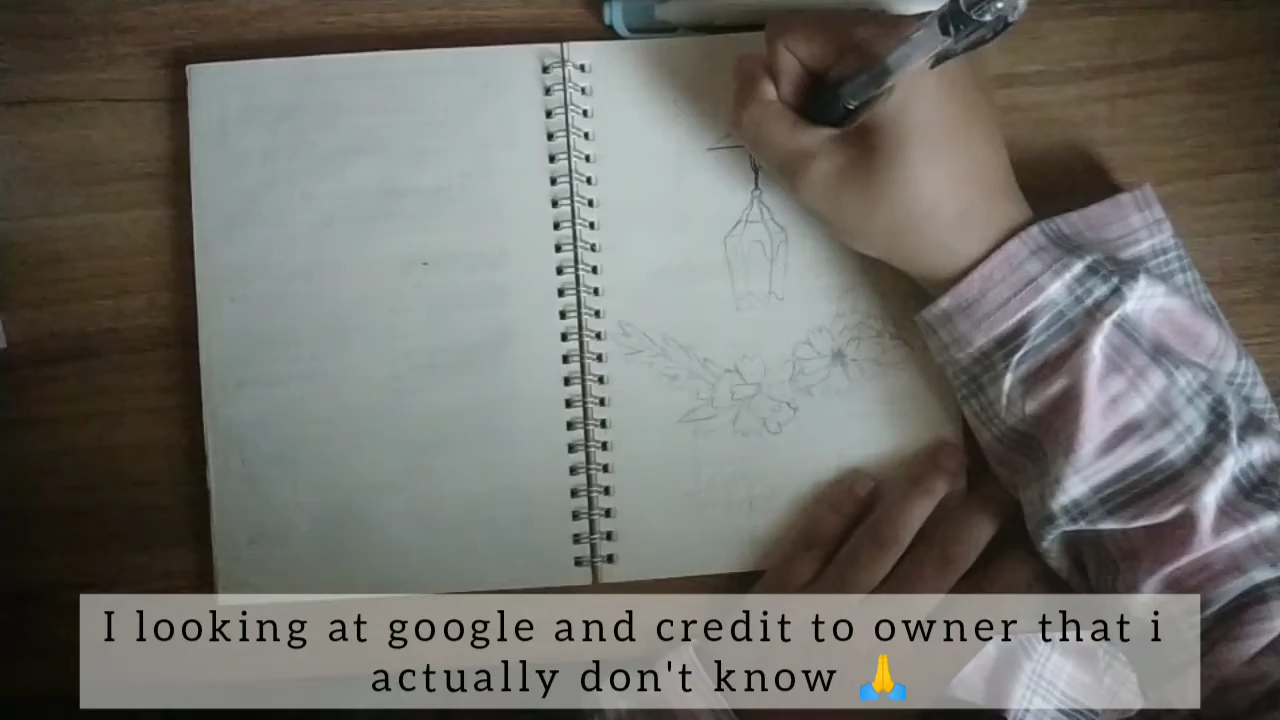 I looking at google and credit to owner that i
actually don't know 🙏